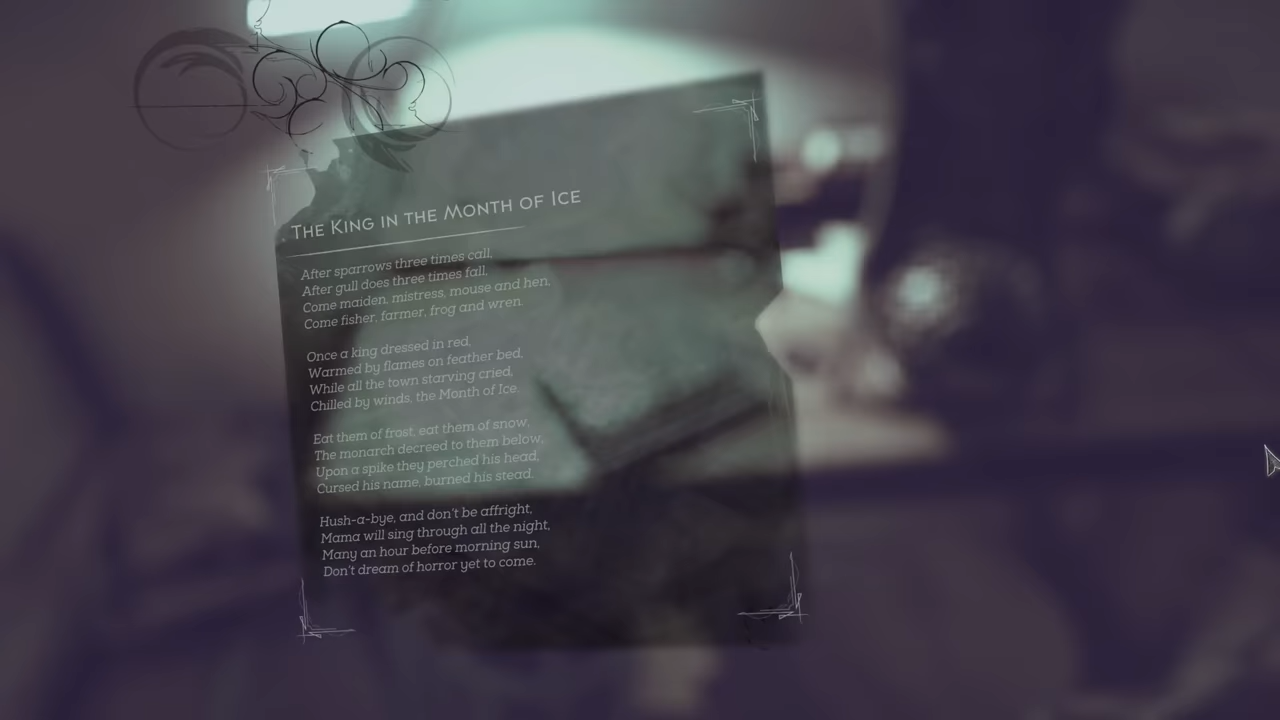 The King in the Month of Ice
After sparrows three times call,
After gull does three times fall.
Come maiden, mistress, mouse and hen,
Come fisher, farmer, frog and wren.
Once a king dressed in red,
Warmed by flames on feather bed,
While all the town starving cried,
Chilled by winds, the Month of Ice.
Eat them of frost, eat them of snow,
The monarch decreed to them below,
Upon a spike they perched his head,
Cursed his name, burned his stead.
Hush-a-bye, and don't be affright,
Mama will sing through all the night,
Many an hour before morning sun,
Don't dream of horror yet to come.